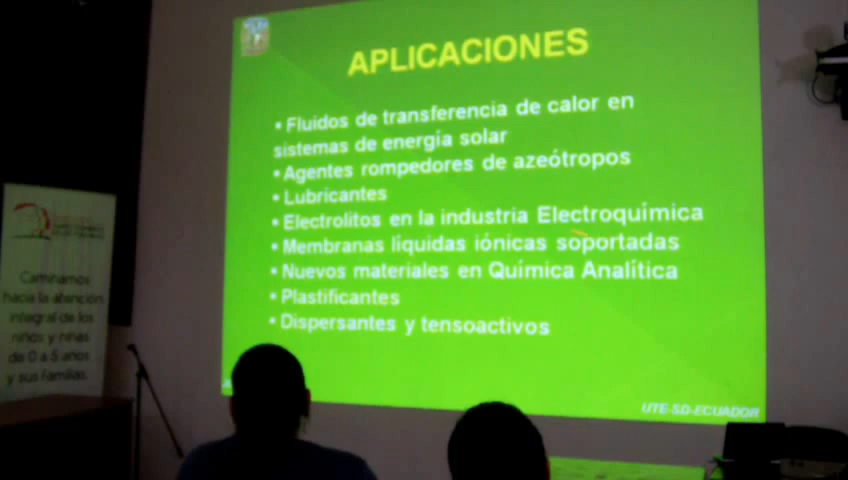 APLICACIONES
• Fluidos de transferencia de calor en
sistemas de energía solar
• Agentes rompedores de azeótropos
• Lubricantes
• Electrolitos en la industria Electroquímica
• Membranas líquidas iónicas soportadas
• Nuevos materiales en Química Analítica
• Plastificantes
• Dispersantes y tensoactivos
UTE-SD-ECUADOR
Caminamos
hacia la atención
integral de los
niños y niñas
de 0 a 5 años
y sus familias.